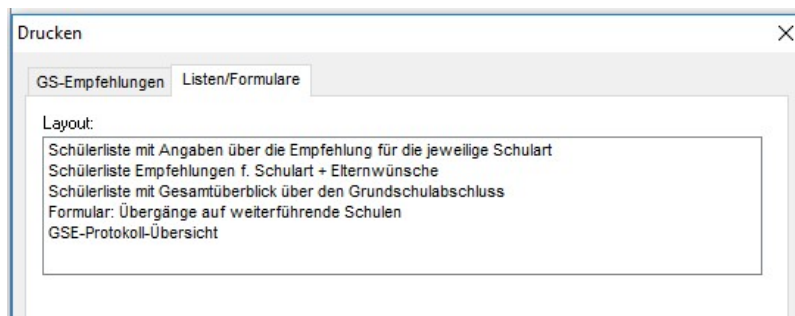 Drucken
GS-Empfehlungen
Listen/Formulare
Layout:
Schülerliste mit Angaben über die Empfehlung für die jeweilige Schulart
Schülerliste Empfehlungen f. Schulart + Elternwünsche
Schülerliste mit Gesamtüberblick über den Grundschulabschluss
Formular: Übergänge auf weiterführende Schulen
GSE-Protokoll-Übersicht